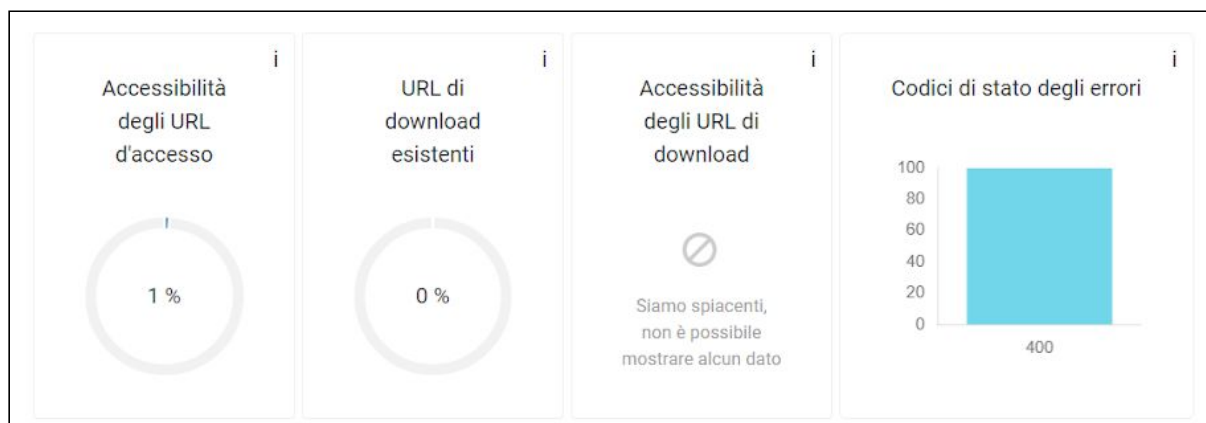 i
Accessibilità
degli URL
d'accesso
1 %
i
URL di
download
esistenti
0 %
i
Accessibilità
degli URL di
download
Siamo spiacenti,
non è possibile
mostrare alcun dato
i
Codici di stato degli errori
100
80
60
40
20
0
400